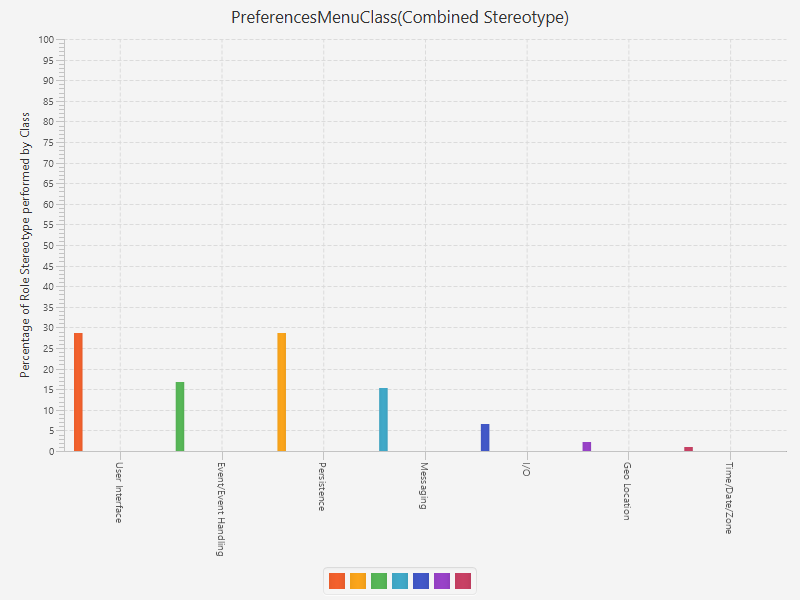 PreferencesMenuClass(Combined Stereotype)
Percentage of Role Stereotype performed by Class
100
95
90
85
80
75
70
65
60
55
50
45
40
35
30
25
20
15
10
5
0
User Interface
Event/Event Handling
Persistence
Messaging
I/O
Geo Location
Time/Date/Zone